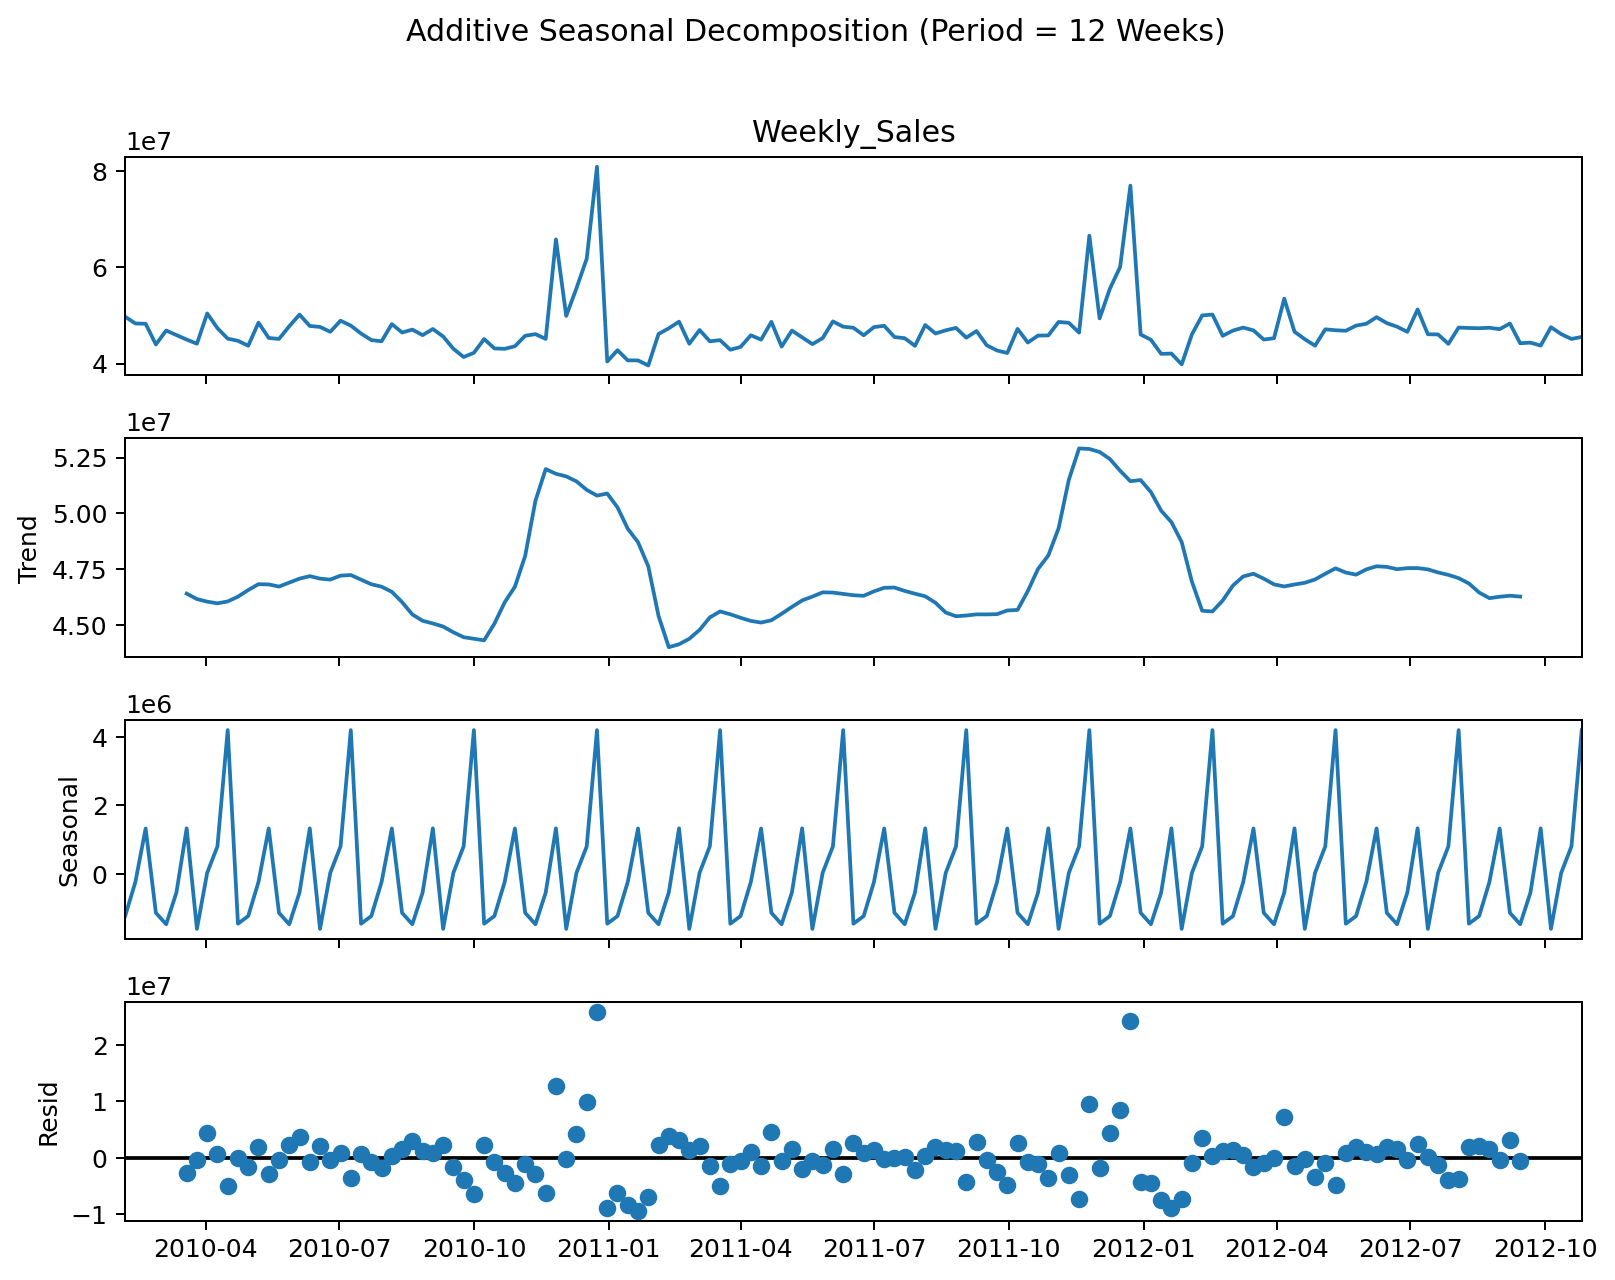 Additive Seasonal Decomposition (Period = 12 Weeks)
Weekly_Sales
1e7
8
6
4
1e7
Trend
5.25
5.00
4.75
4.50
1e6
Seasonal
4
2
0
1e7
Resid
2
1
0
−1
2010-04 2010-07 2010-10 2011-01 2011-04 2011-07 2011-10 2012-01 2012-04 2012-07 2012-10